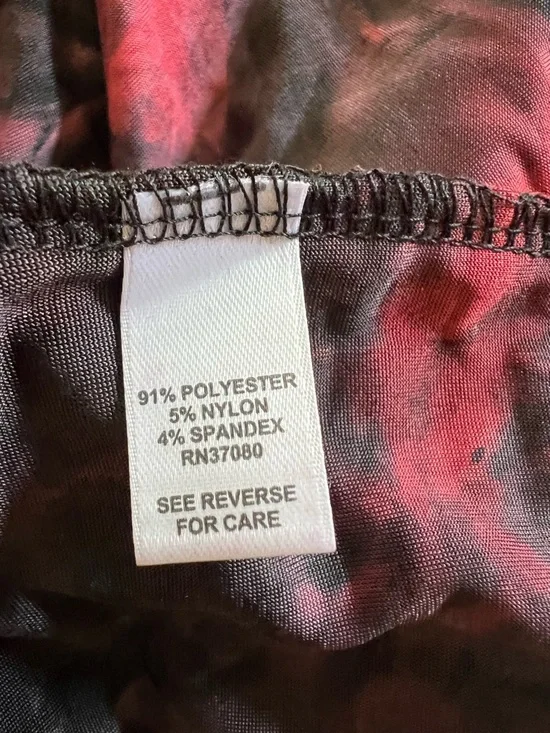 91% POLYESTER
5% NYLON
4% SPANDEX
RN37080
SEE REVERSE
FOR CARE